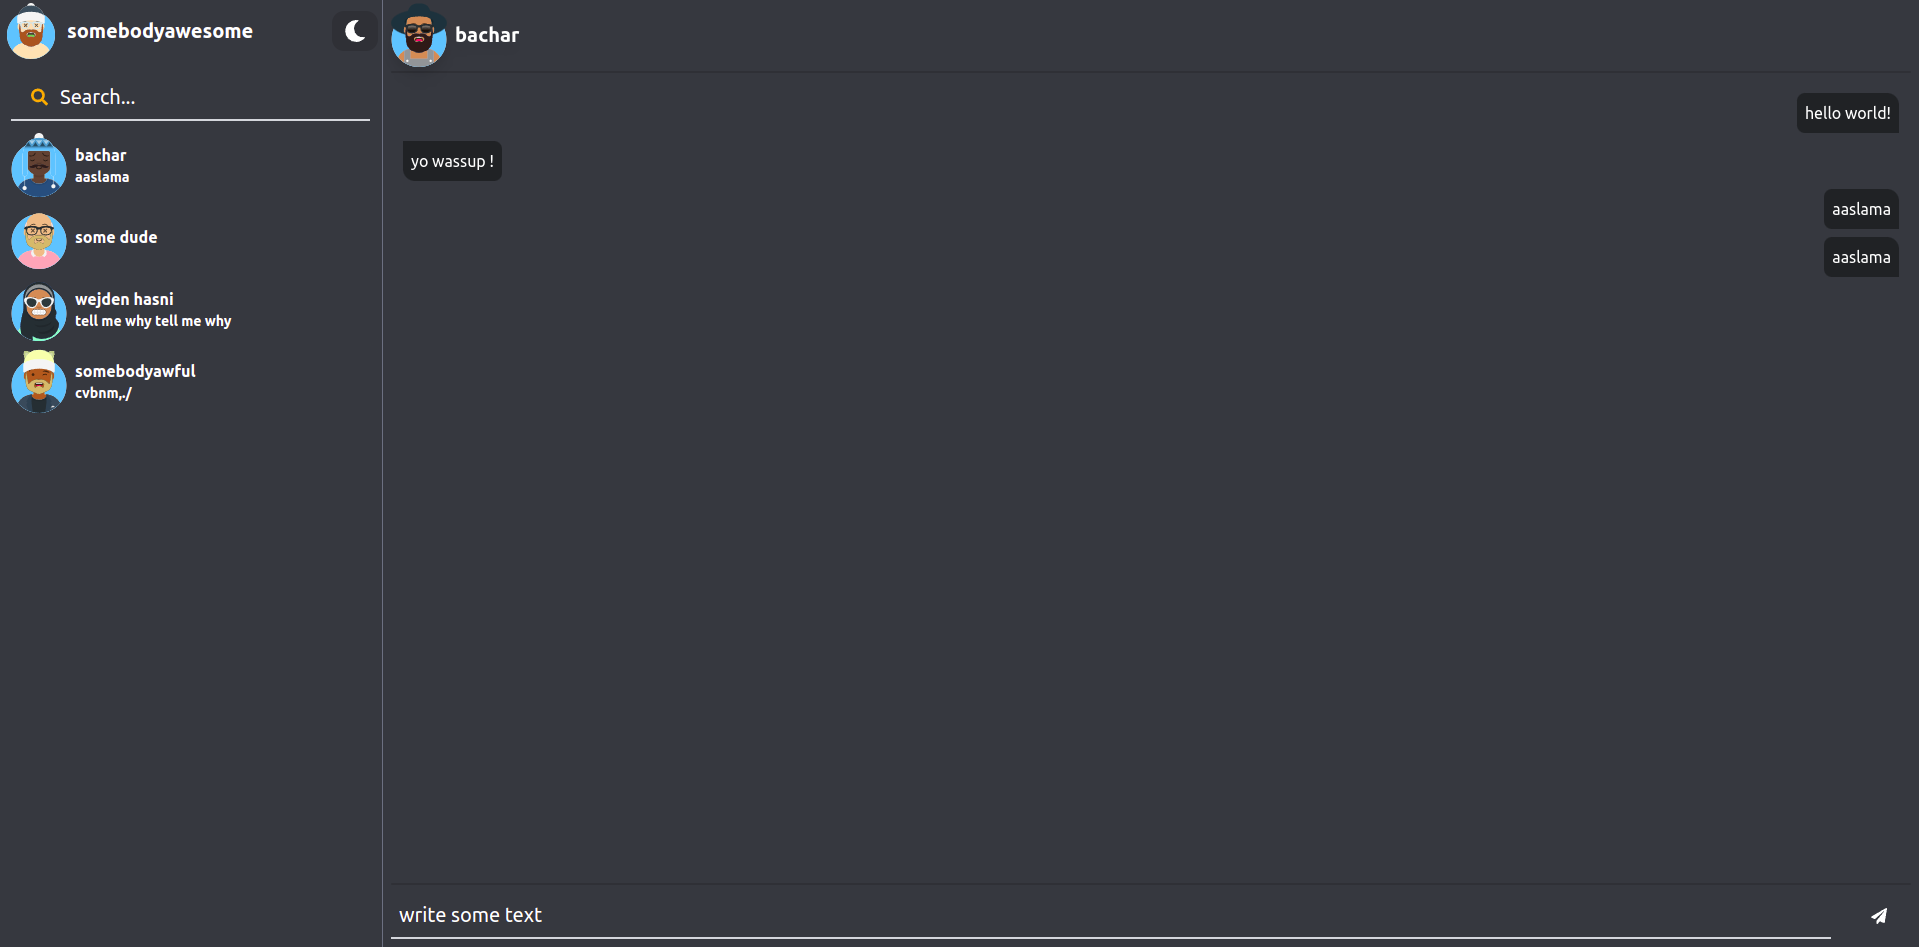 somebodyawesome
Search...
bachar
aaslama
some dude
wejden hasni
tell me why tell me why
somebodyawful
cvbnm,./
bachar
hello world!
yo wassup !
aaslama
aaslama
write some text